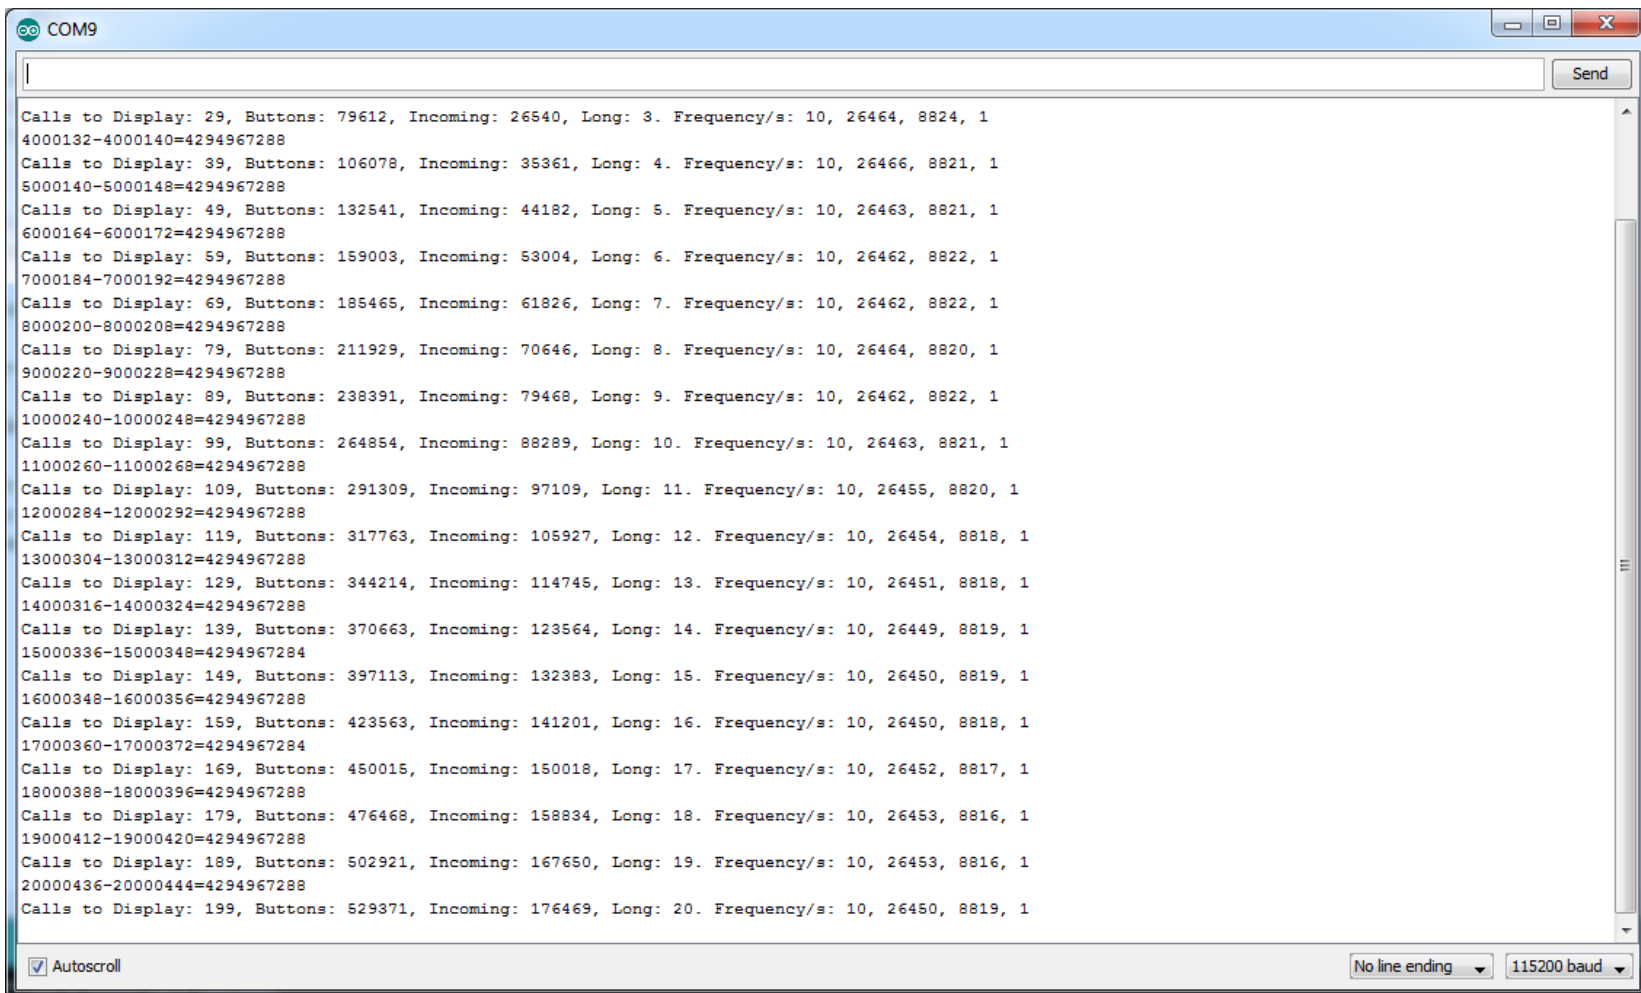 COM9
Send
Calls to Display: 29, Buttons: 79612, Incoming: 26540, Long: 3. Frequency/s: 10, 26464, 8824, 1
4000132-4000140=4294967288
Calls to Display: 39, Buttons: 106078, Incoming: 35361, Long: 4. Frequency/s: 10, 26466, 8821, 1
5000140-5000148=4294967288
Calls to Display: 49, Buttons: 132541, Incoming: 44182, Long: 5. Frequency/s: 10, 26463, 8821, 1
6000164-6000172=4294967288
Calls to Display: 59, Buttons: 159003, Incoming: 53004, Long: 6. Frequency/s: 10, 26462, 8822, 1
7000184-7000192=4294967288
Calls to Display: 69, Buttons: 185465, Incoming: 61826, Long: 7. Frequency/s: 10, 26462, 8822, 1
8000200-8000208=4294967288
Calls to Display: 79, Buttons: 211929, Incoming: 70646, Long: 8. Frequency/s: 10, 26464, 8820, 1
9000220-9000228=4294967288
Calls to Display: 89, Buttons: 238391, Incoming: 79468, Long: 9. Frequency/s: 10, 26462, 8822, 1
10000240-10000248=4294967288
Calls to Display: 99, Buttons: 264854, Incoming: 88289, Long: 10. Frequency/s: 10, 26463, 8821, 1
11000260-11000268=4294967288
Calls to Display: 109, Buttons: 291309, Incoming: 97109, Long: 11. Frequency/s: 10, 26455, 8820, 1
12000284-12000292=4294967288
Calls to Display: 119, Buttons: 317763, Incoming: 105927, Long: 12. Frequency/s: 10, 26454, 8818, 1
13000304-13000312=4294967288
Calls to Display: 129, Buttons: 344214, Incoming: 114745, Long: 13. Frequency/s: 10, 26451, 8818, 1
14000316-14000324=4294967288
Calls to Display: 139, Buttons: 370663, Incoming: 123564, Long: 14. Frequency/s: 10, 26449, 8819, 1
15000336-15000348=4294967284
Calls to Display: 149, Buttons: 397113, Incoming: 132383, Long: 15. Frequency/s: 10, 26450, 8819, 1
16000348-16000356=4294967288
Calls to Display: 159, Buttons: 423563, Incoming: 141201, Long: 16. Frequency/s: 10, 26450, 8818, 1
17000360-17000372=4294967284
Calls to Display: 169, Buttons: 450015, Incoming: 150018, Long: 17. Frequency/s: 10, 26452, 8817, 1
18000388-18000396=4294967288
Calls to Display: 179, Buttons: 476468, Incoming: 158834, Long: 18. Frequency/s: 10, 26453, 8816, 1
19000412-19000420=4294967288
Calls to Display: 189, Buttons: 502921, Incoming: 167650, Long: 19. Frequency/s: 10, 26453, 8816, 1
20000436-20000444=4294967288
Calls to Display: 199, Buttons: 529371, Incoming: 176469, Long: 20. Frequency/s: 10, 26450, 8819, 1
Autoscroll
No line ending
115200 baud